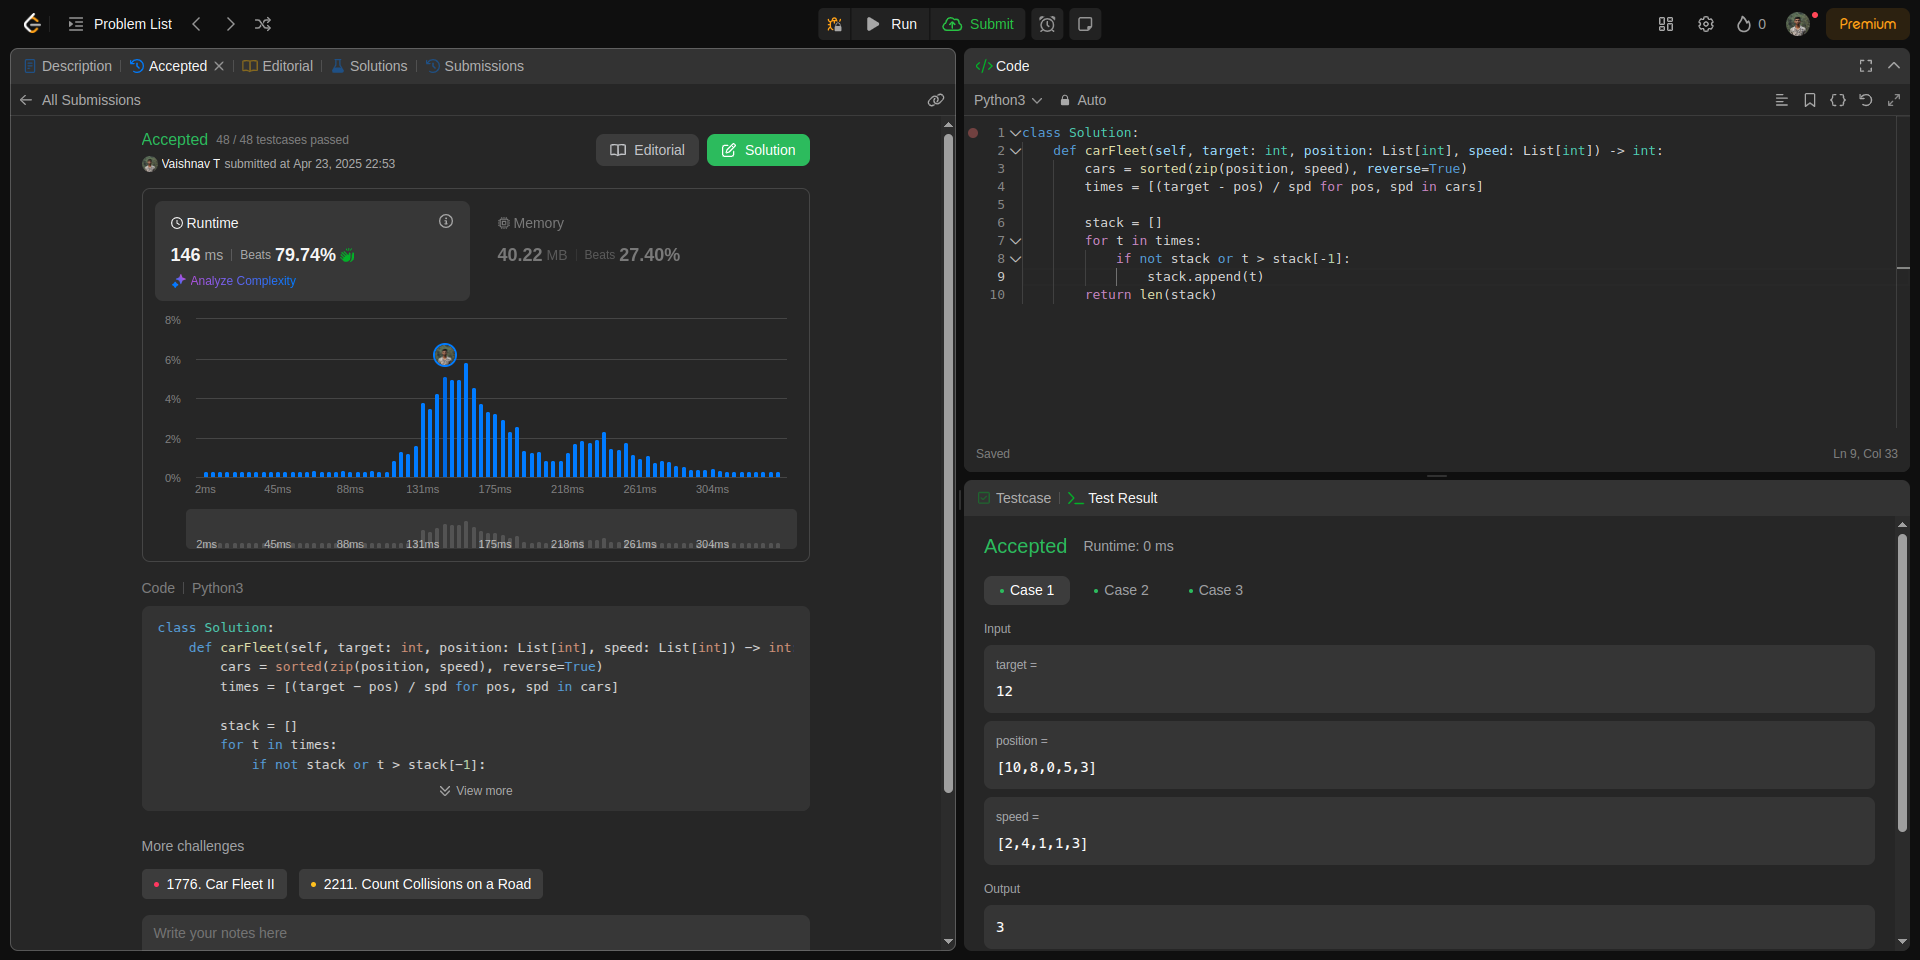 Problem List
Run
Submit
0
Premium
Description
Accepted
Editorial
Solutions
Submissions
All Submissions
Accepted 48 / 48 testcases passed
Vaishnav T submitted at Apr 23, 2025 22:53
Editorial
Solution
Runtime
146 ms Beats 79.74%
Analyze Complexity
Memory
40.22 MB Beats 27.40%
8%
6%
4%
2%
0%
2ms 45ms 88ms 131ms 175ms 218ms 261ms 304ms
2ms 45ms 88ms 131ms 175ms 218ms 261ms 304ms
Code Python3
class Solution:
    def carFleet(self, target: int, position: List[int], speed: List[int]) -> int
        cars = sorted(zip(position, speed), reverse=True)
        times = [(target - pos) / spd for pos, spd in cars]
        stack = []
        for t in times:
            if not stack or t > stack[-1]:
View more
More challenges
1776. Car Fleet II
2211. Count Collisions on a Road
Write your notes here
</> Code
Python3 Auto
1 class Solution:
2     def carFleet(self, target: int, position: List[int], speed: List[int]) -> int:
3         cars = sorted(zip(position, speed), reverse=True)
4         times = [(target - pos) / spd for pos, spd in cars]
5
6         stack = []
7         for t in times:
8             if not stack or t > stack[-1]:
9                 stack.append(t)
10         return len(stack)
Saved
Ln 9, Col 33
Testcase
Test Result
Accepted Runtime: 0 ms
Case 1
Case 2
Case 3
Input
target =
12
position =
[10,8,0,5,3]
speed =
[2,4,1,1,3]
Output
3